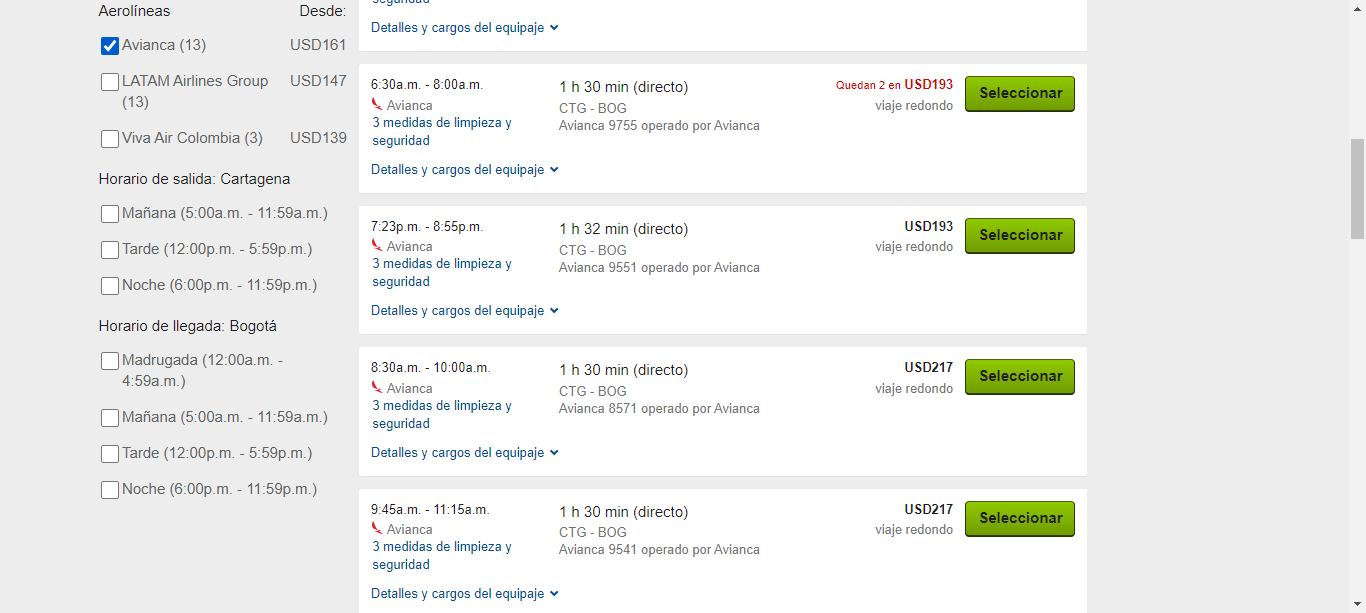 Aerolíneas Desde:
Avianca (13) USD161
LATAM Airlines Group USD147
(13)
Viva Air Colombia (3) USD139
Horario de salida: Cartagena
Mañana (5:00a.m. - 11:59a.m.)
Tarde (12:00p.m. - 5:59p.m.)
Noche (6:00p.m. - 11:59p.m.)
Horario de llegada: Bogotá
Madrugada (12:00a.m. -
4:59a.m.)
Mañana (5:00a.m. - 11:59a.m.)
Tarde (12:00p.m. - 5:59p.m.)
Noche (6:00p.m. - 11:59p.m.)
seguridad
Detalles y cargos del equipaje
6:30a.m. - 8:00a.m.
Avianca
3 medidas de limpieza y
seguridad
1 h 30 min (directo)
CTG - BOG
Avianca 9755 operado por Avianca
Quedan 2 en USD193
viaje redondo
Seleccionar
Detalles y cargos del equipaje
7:23p.m. - 8:55p.m.
Avianca
3 medidas de limpieza y
seguridad
1 h 32 min (directo)
CTG - BOG
Avianca 9551 operado por Avianca
USD193
viaje redondo
Seleccionar
Detalles y cargos del equipaje
8:30a.m. - 10:00a.m.
Avianca
3 medidas de limpieza y
seguridad
1 h 30 min (directo)
CTG - BOG
Avianca 8571 operado por Avianca
USD217
viaje redondo
Seleccionar
Detalles y cargos del equipaje
9:45a.m. - 11:15a.m.
Avianca
3 medidas de limpieza y
seguridad
1 h 30 min (directo)
CTG - BOG
Avianca 9541 operado por Avianca
USD217
viaje redondo
Seleccionar
Detalles y cargos del equipaje